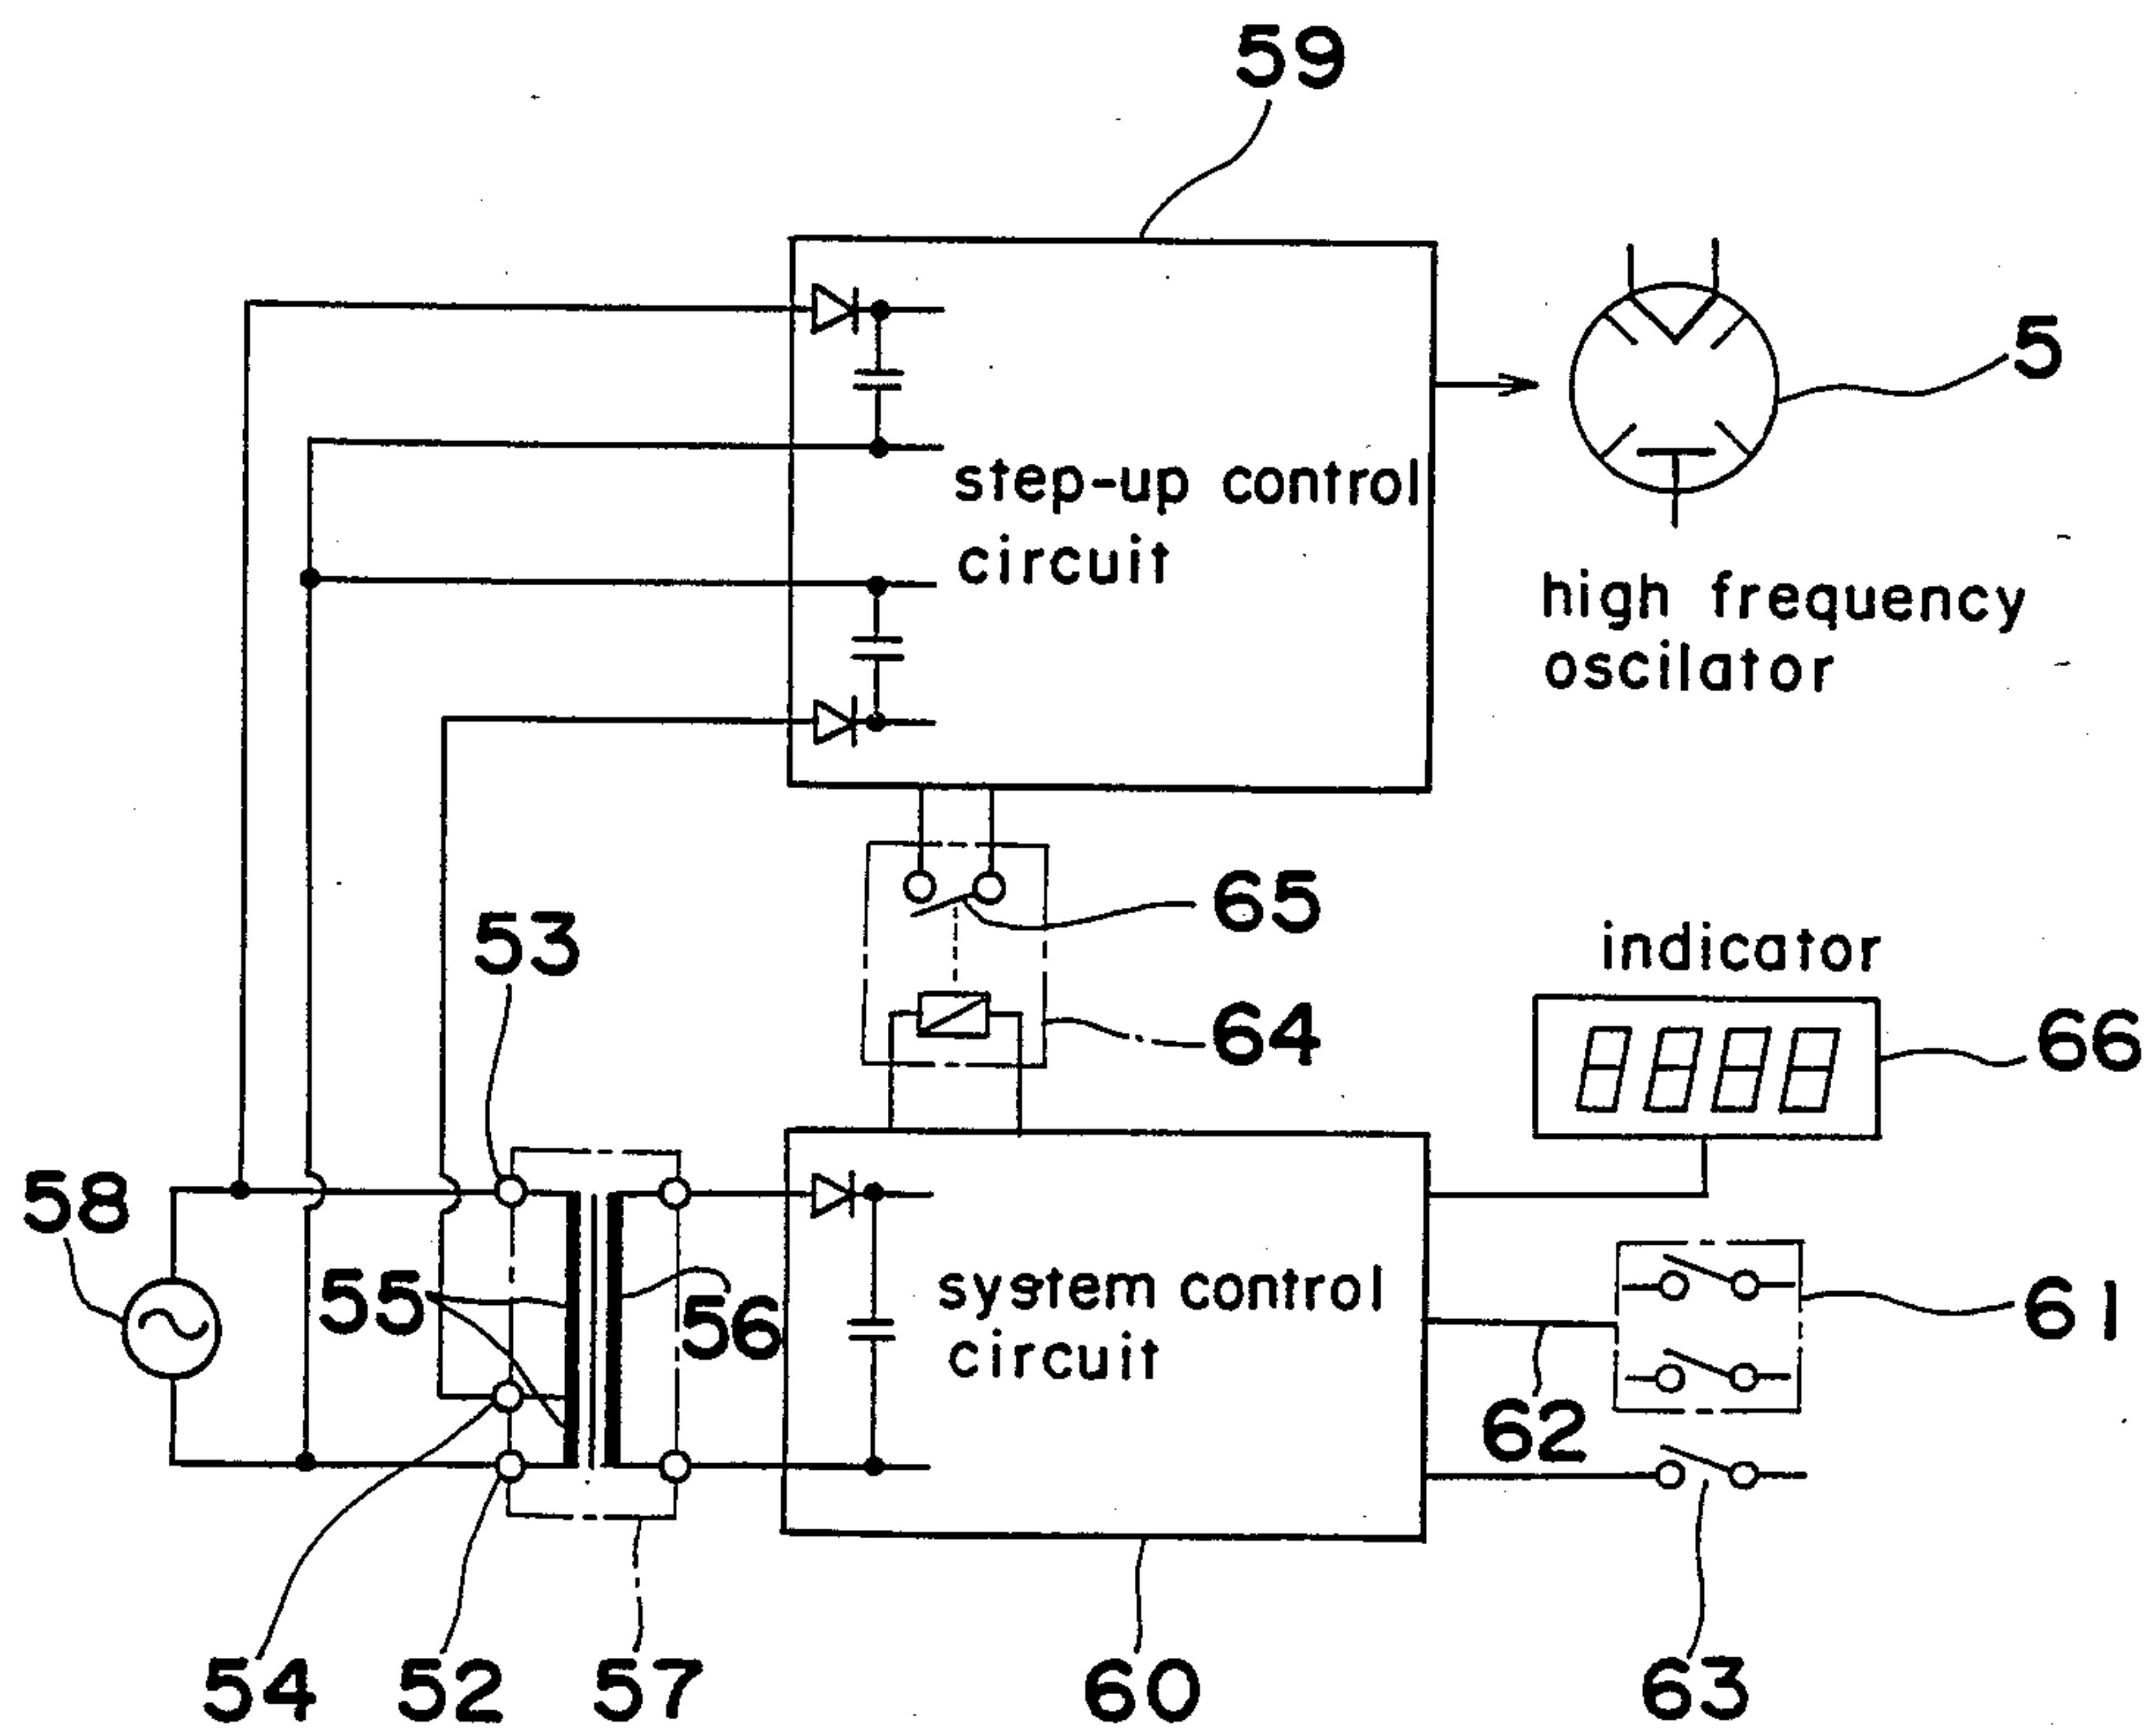 59
5
step-up control
circuit
high frequency
oscilator
65
53
indicator
64
66
58
55
56
system control
circuit
61
62
54
52
57
60
63